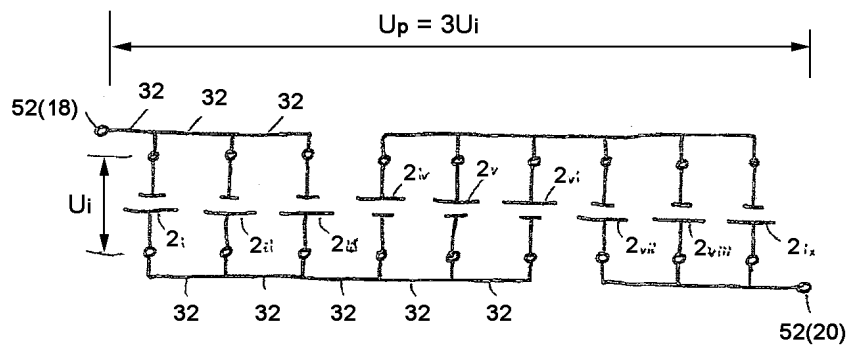 Up = 3Ui
32 32 32
52(18)
Ui
2i 2ii 2iii 2iv 2v 2vi 2vii 2viii 2ix
32 32 32 32 32
52(20)